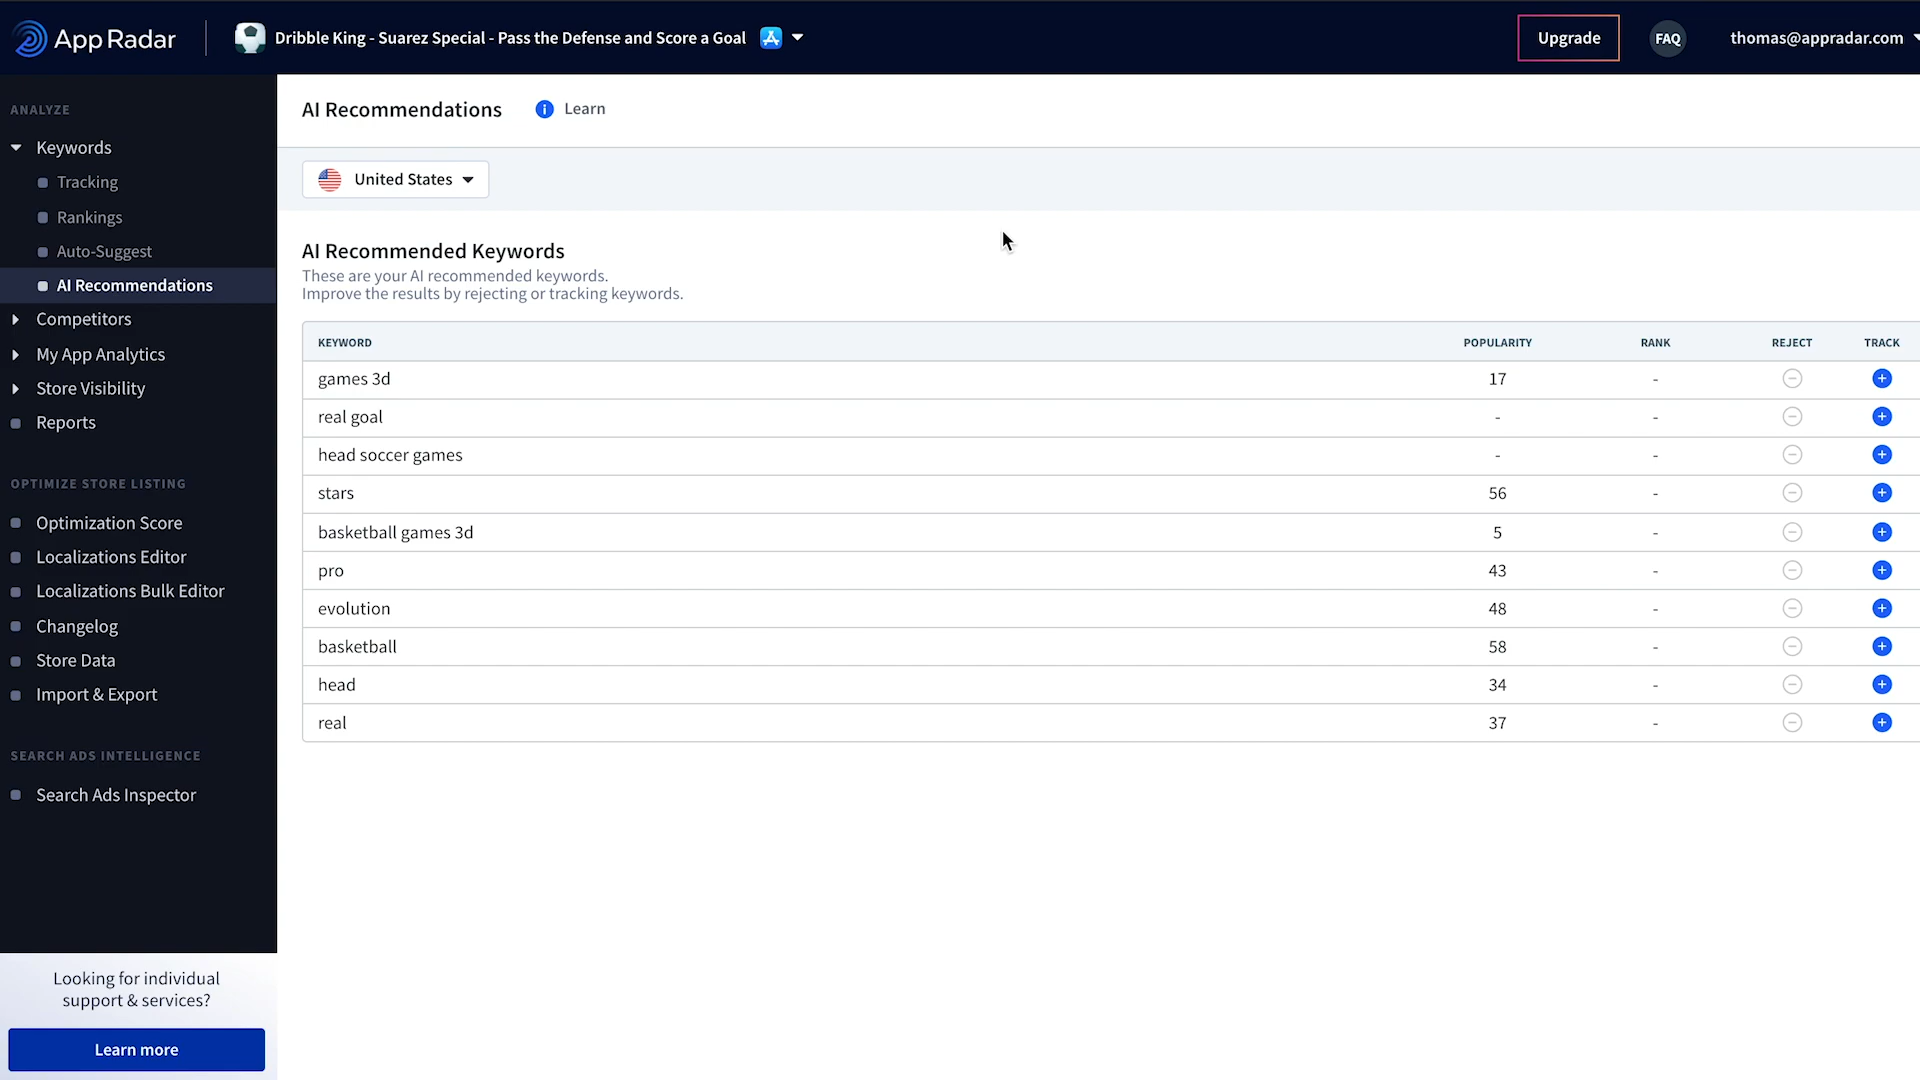 App Radar
Dribble King - Suarez Special - Pass the Defense and Score a Goal
Upgrade
FAQ
thomas@appradar.com
ANALYZE
Keywords
Tracking
Rankings
Auto-Suggest
AI Recommendations
Competitors
My App Analytics
Store Visibility
Reports
OPTIMIZE STORE LISTING
Optimization Score
Localizations Editor
Localizations Bulk Editor
Changelog
Store Data
Import & Export
SEARCH ADS INTELLIGENCE
Search Ads Inspector
Looking for individual
support & services?
Learn more
AI Recommendations
Learn
United States
AI Recommended Keywords
These are your AI recommended keywords.
Improve the results by rejecting or tracking keywords.
KEYWORD POPULARITY RANK REJECT TRACK
games 3d 17 -
real goal - -
head soccer games - -
stars 56 -
basketball games 3d 5 -
pro 43 -
evolution 48 -
basketball 58 -
head 34 -
real 37 -